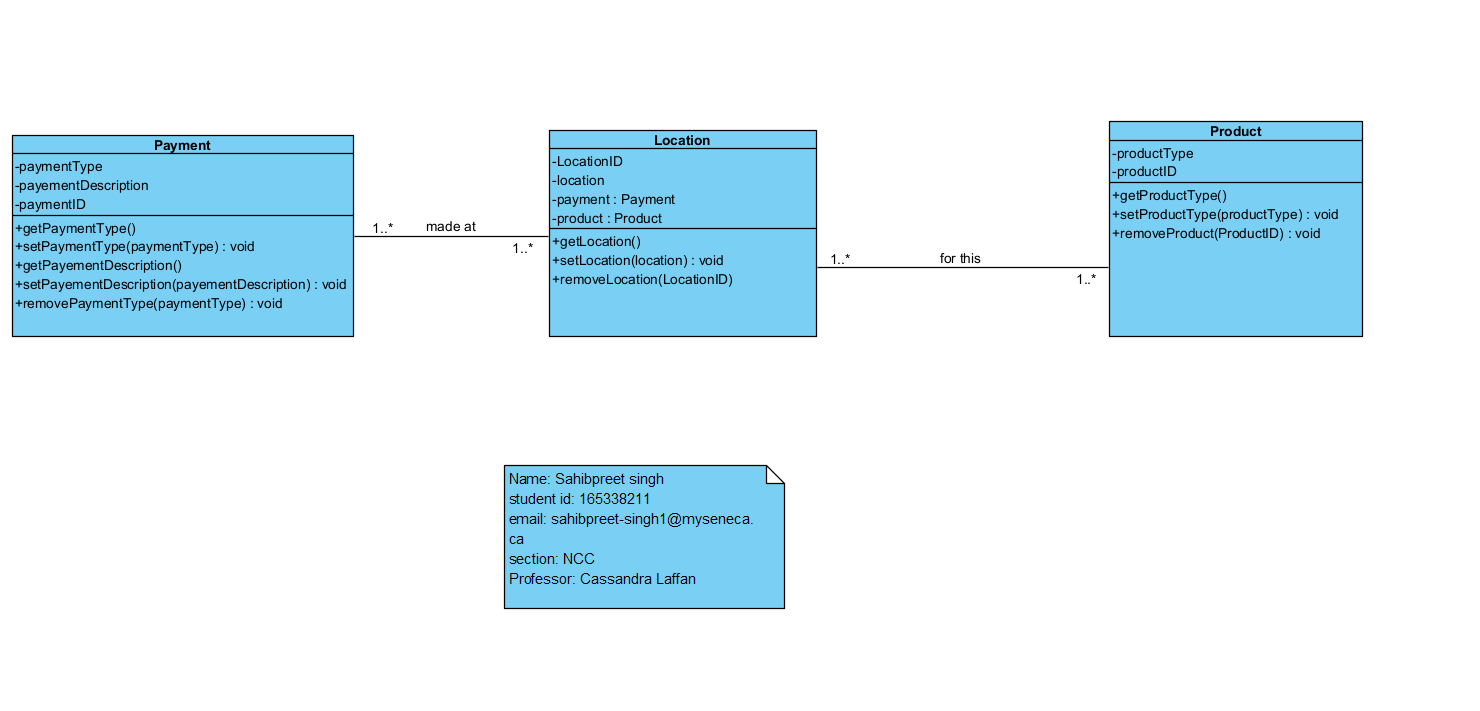 Payment
-paymentType
-payementDescription
-paymentID
+getPaymentType()
+setPaymentType(paymentType) : void
+getPayementDescription()
+setPayementDescription(payementDescription) : void
+removePaymentType(paymentType) : void
1..*
made at
1..*
Location
-LocationID
-location
-payment : Payment
-product : Product
+getLocation()
+setLocation(location) : void
+removeLocation(LocationID)
1..*
for this
1..*
Product
-productType
-productID
+getProductType()
+setProductType(productType) : void
+removeProduct(ProductID) : void
Name: Sahibpreet singh
student id: 165338211
email: sahibpreet-singh1@myseneca.
ca
section: NCC
Professor: Cassandra Laffan